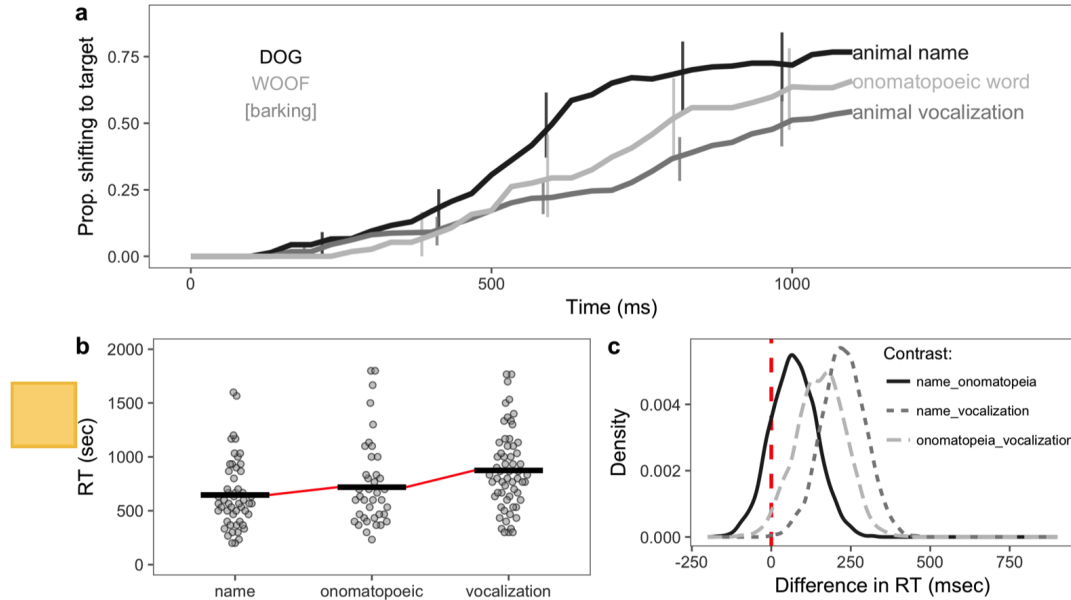 a
Prop. shifting to target
0.75
0.50
0.25
0.00
DOG
WOOF
[barking]
animal name
onomatopoeic word
animal vocalization
0
500
1000
Time (ms)
b
RT (sec)
2000
1500
1000
500
0
name
onomatopoeic
vocalization
c
Density
0.004
0.002
0.000
Contrast:
name_onomatopeia
name_vocalization
onomatopeia_vocalization
-250
0
250
500
750
Difference in RT (msec)